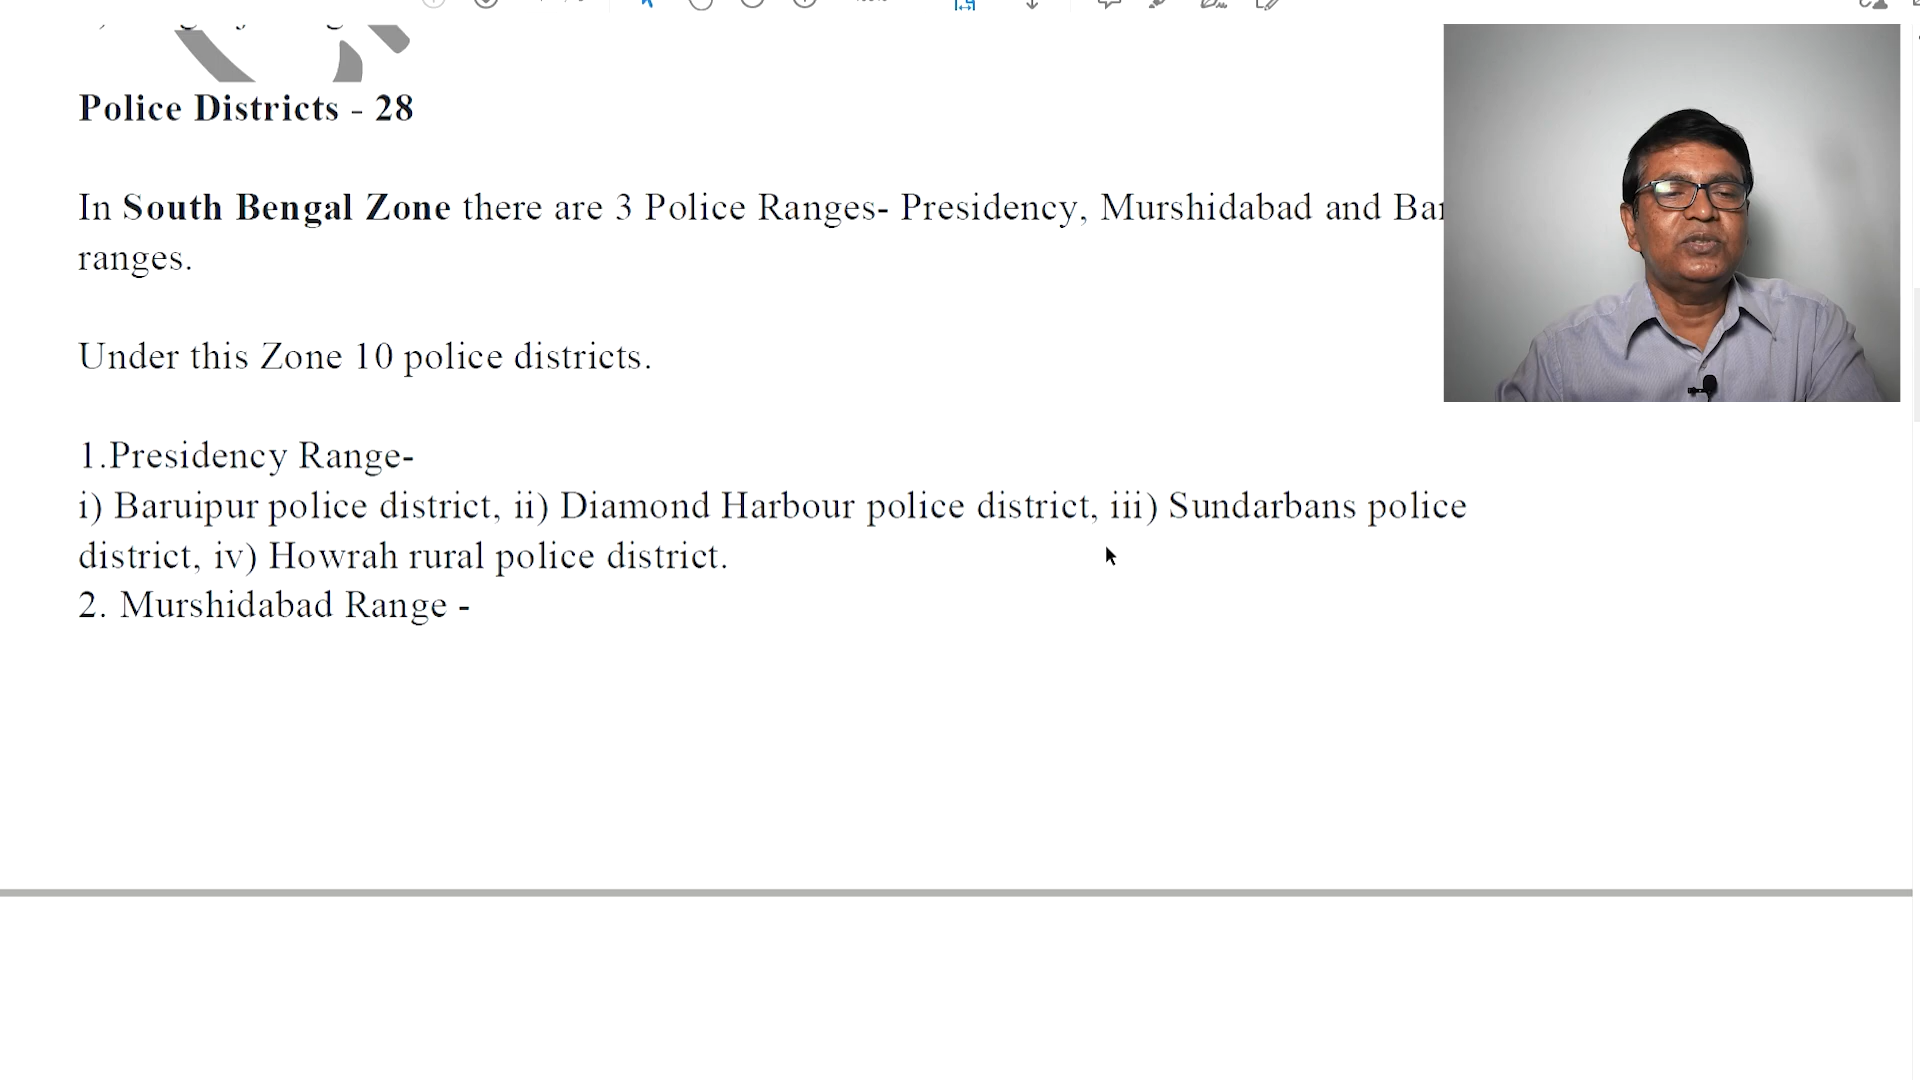 Police Districts - 28
In South Bengal Zone there are 3 Police Ranges- Presidency, Murshidabad and
ranges.
Under this Zone 10 police districts.
1.Presidency Range-
i) Baruipur police district, ii) Diamond Harbour police district, iii) Sundarbans police
district, iv) Howrah rural police district.
2. Murshidabad Range -